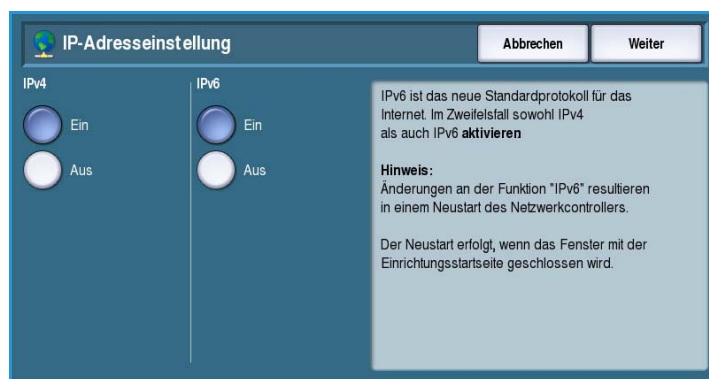 IP-Adresseinstellung
Abbrechen
Weiter
IPv4
Ein
Aus
IPv6
Ein
Aus
IPv6 ist das neue Standardprotokoll für das
Internet. Im Zweifelsfall sowohl IPv4
als auch IPv6 aktivieren
Hinweis:
Änderungen an der Funktion "IPv6" resultieren
in einem Neustart des Netzwerkcontrollers.
Der Neustart erfolgt, wenn das Fenster mit der
Einrichtungsstartseite geschlossen wird.